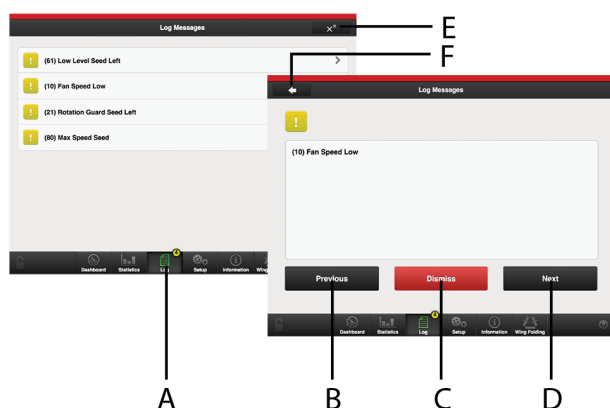 E
F
Log Messages
(61) Low Level Seed Left
(10) Fan Speed Low
(21) Rotation Guard Seed Left
(80) Max Speed Seed
Dashboard Statistics Log Setup Information Wing
Log Messages
(10) Fan Speed Low
Previous Dismiss Next
Dashboard Statistics Log Setup Information Wing Folding
A B C D